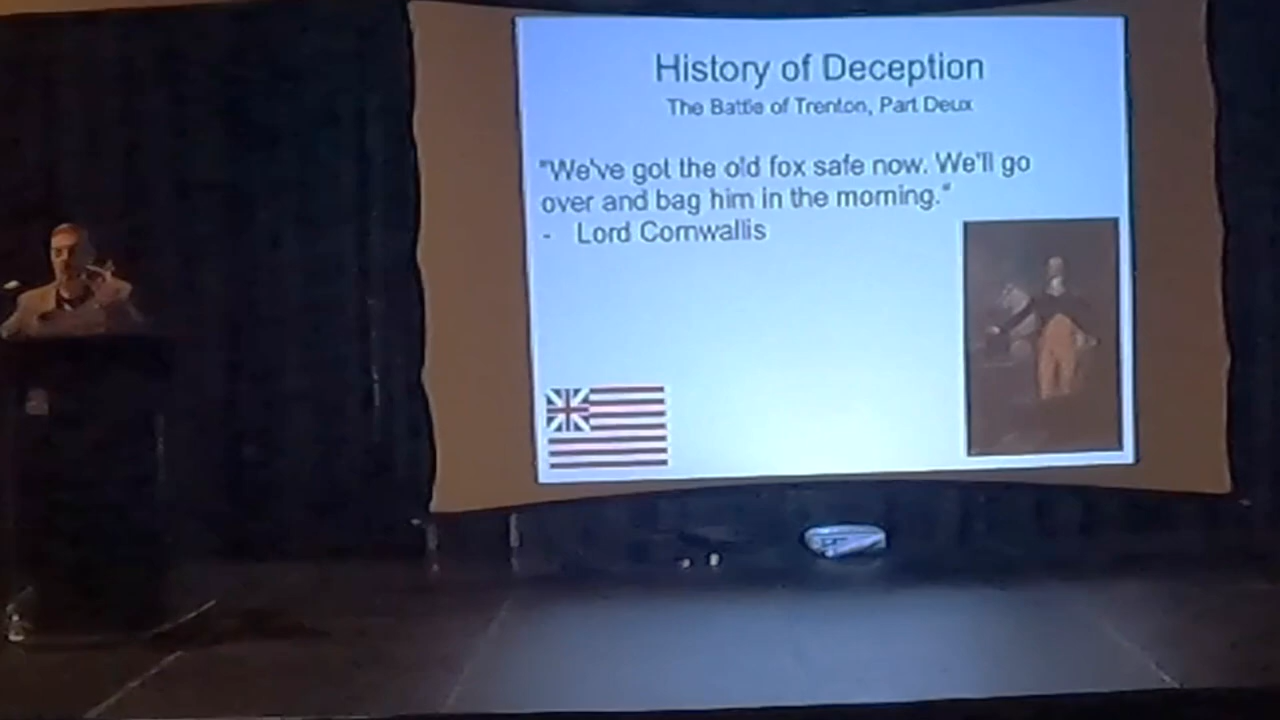 History of Deception
The Battle of Trenton, Part Deux
"We've got the old fox safe now. We'll go
over and bag him in the morning."
- Lord Cornwallis